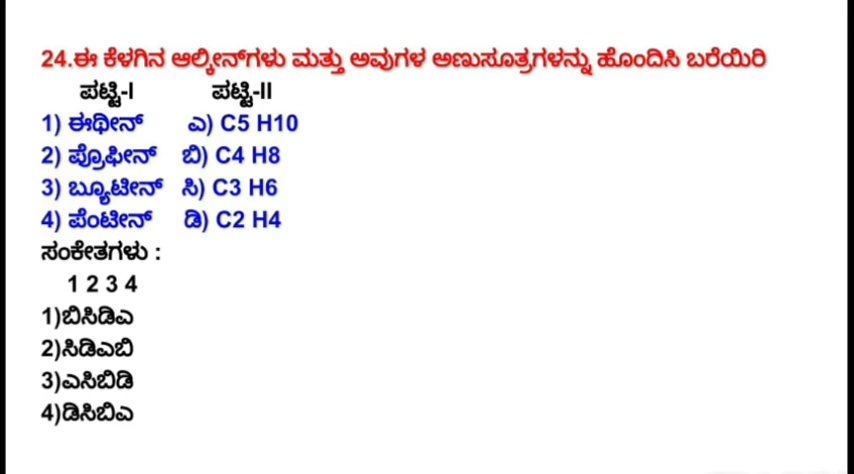 24.ಈ ಕೆಳಗಿನ ಆಲ್ಕೀನ್‌ಗಳು ಮತ್ತು ಅವುಗಳ ಅಣುಸೂತ್ರಗಳನ್ನು ಹೊಂದಿಸಿ ಬರೆಯಿರಿ
ಪಟ್ಟಿ-I ಪಟ್ಟಿ-II
1) ಈಥೀನ್ ಎ) C5 H10
2) ಪ್ರೊಫೀನ್ ಬಿ) C4 H8
3) ಬ್ಯೂಟೀನ್ ಸಿ) C3 H6
4) ಪೆಂಟೀನ್ ಡಿ) C2 H4
ಸಂಕೇತಗಳು :
1 2 3 4
1)ಬಿಸಿಡಿಎ
2)ಸಿಡಿಎಬಿ
3)ಎಸಿಬಿಡಿ
4)ಡಿಸಿಬಿಎ